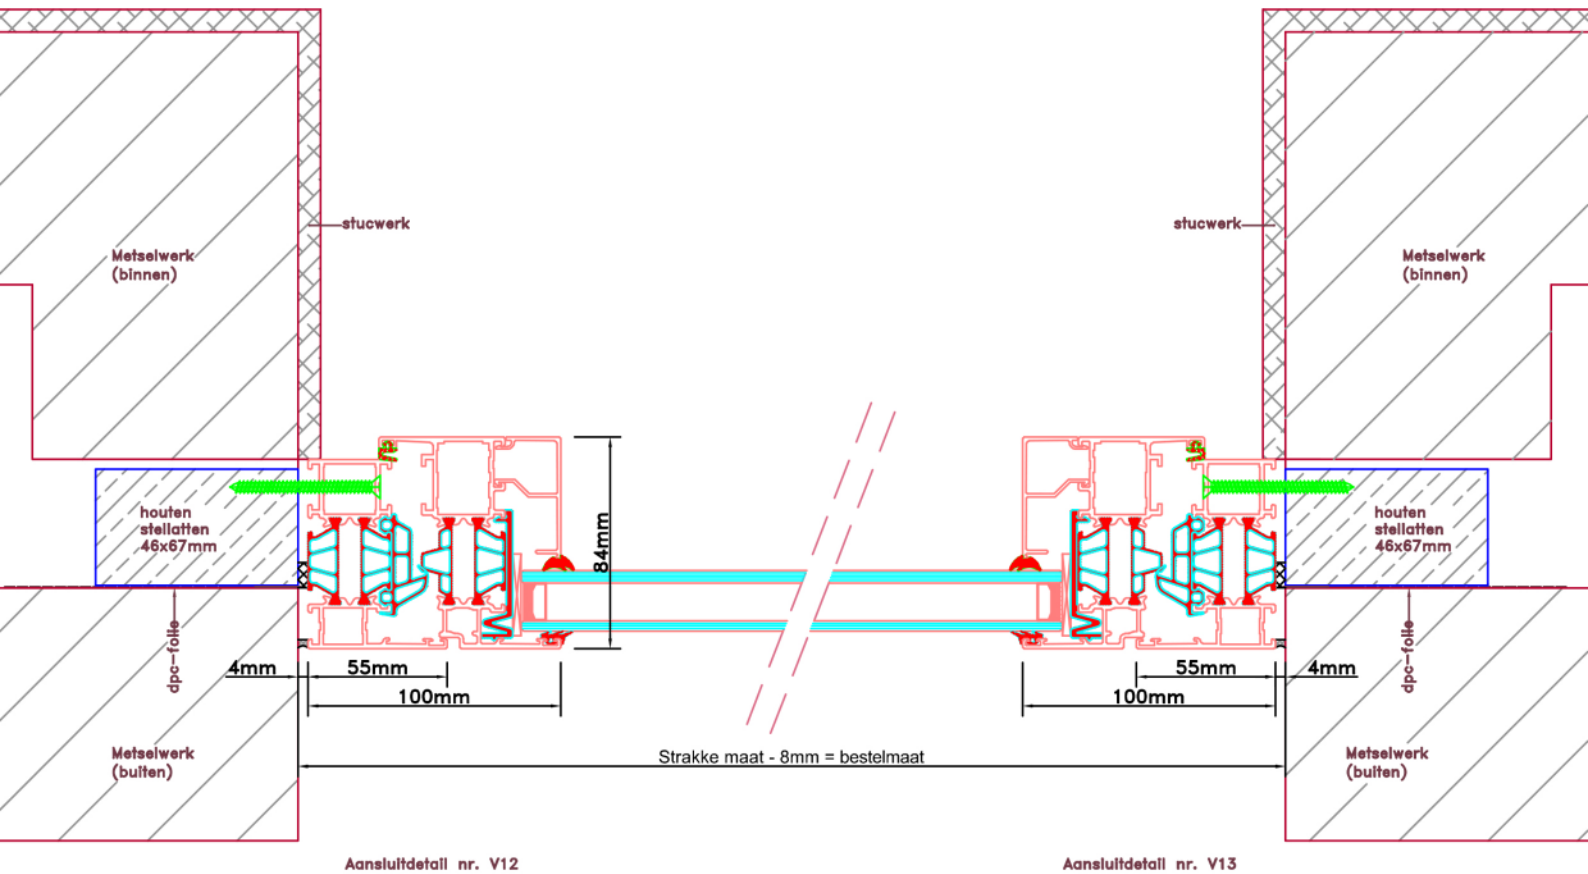 stucwerk
stucwerk
Metselwerk
(binnen)
Metselwerk
(binnen)
houten
stellatten
46x67mm
houten
stellatten
46x67mm
84mm
dpc-folie
dpc-folie
4mm
55mm
100mm
55mm
4mm
100mm
Metselwerk
(buiten)
Strakke maat - 8mm = bestelmaat
Metselwerk
(buiten)
Aansluitdetail nr. V12
Aansluitdetail nr. V13